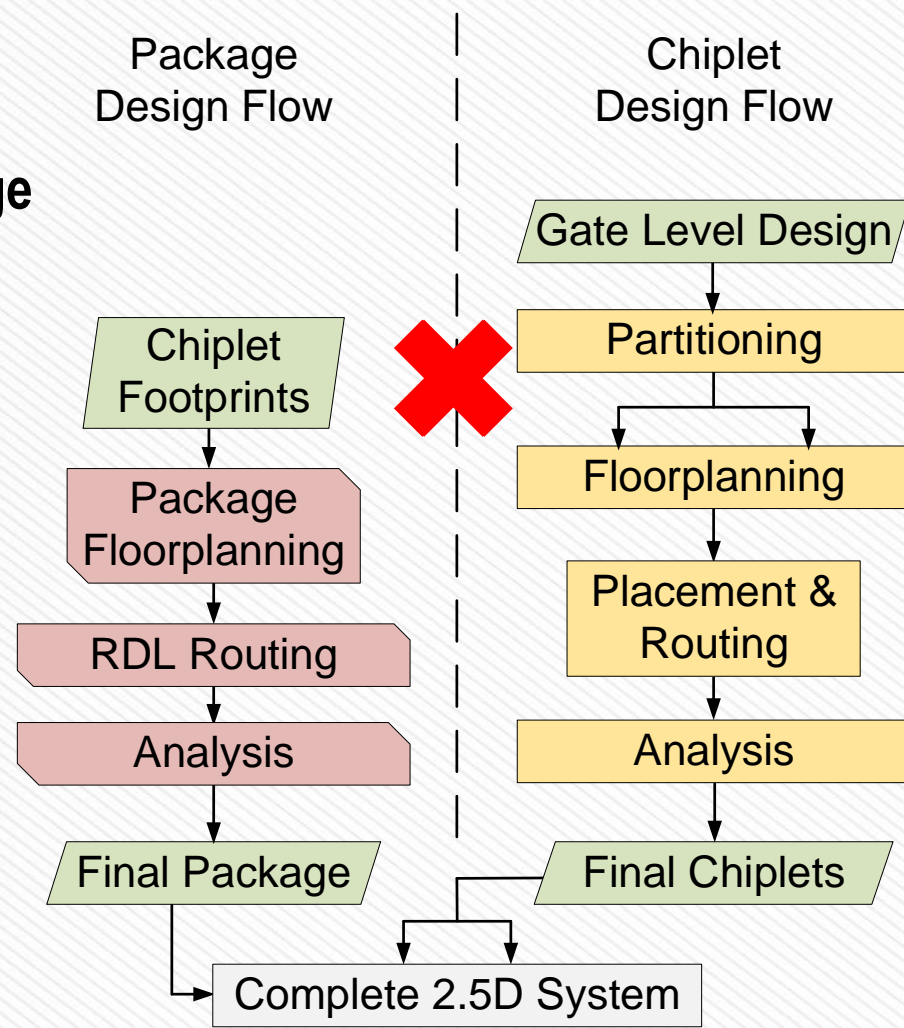 Package
Design Flow
Chiplet
Design Flow
Chiplet
Footprints
Package
Floorplanning
RDL Routing
Analysis
Final Package
Gate Level Design
Partitioning
Floorplanning
Placement &
Routing
Analysis
Final Chiplets
Complete 2.5D System